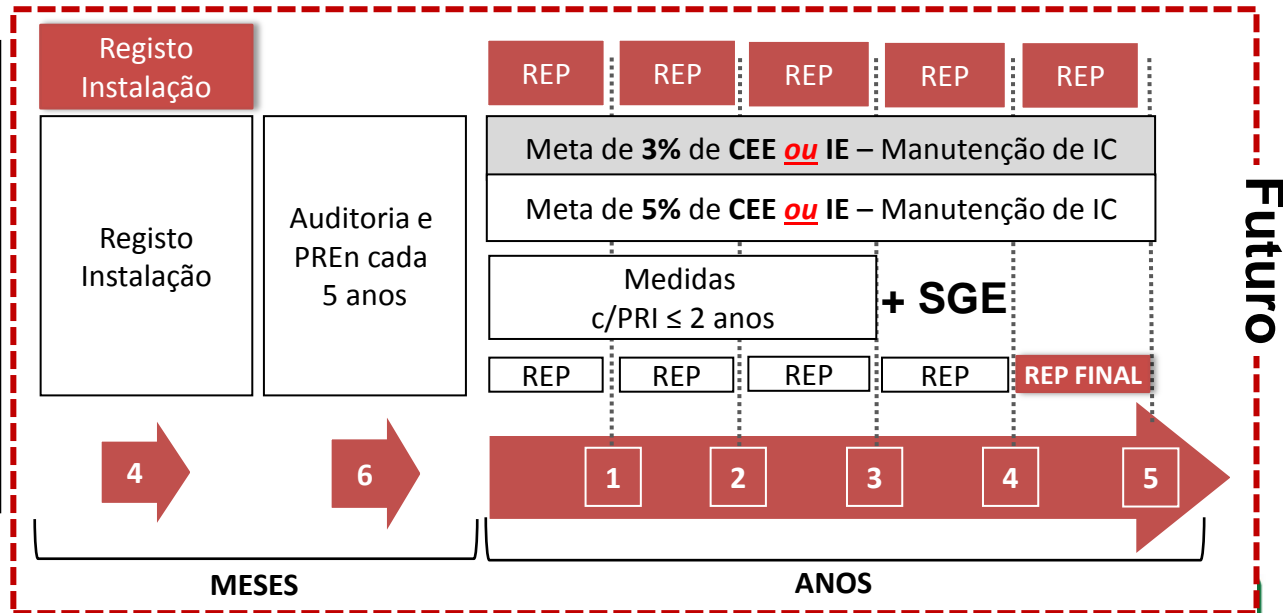 Registo
Instalação
REP
REP
REP
REP
REP
Meta de 3% de CEE ou IE – Manutenção de IC
Meta de 5% de CEE ou IE – Manutenção de IC
Registo
Instalação
Auditoria e
PREn cada
5 anos
Medidas
c/PRI ≤ 2 anos
+ SGE
REP
REP
REP
REP
REP FINAL
4
6
1
2
3
4
5
MESES
ANOS
Futuro